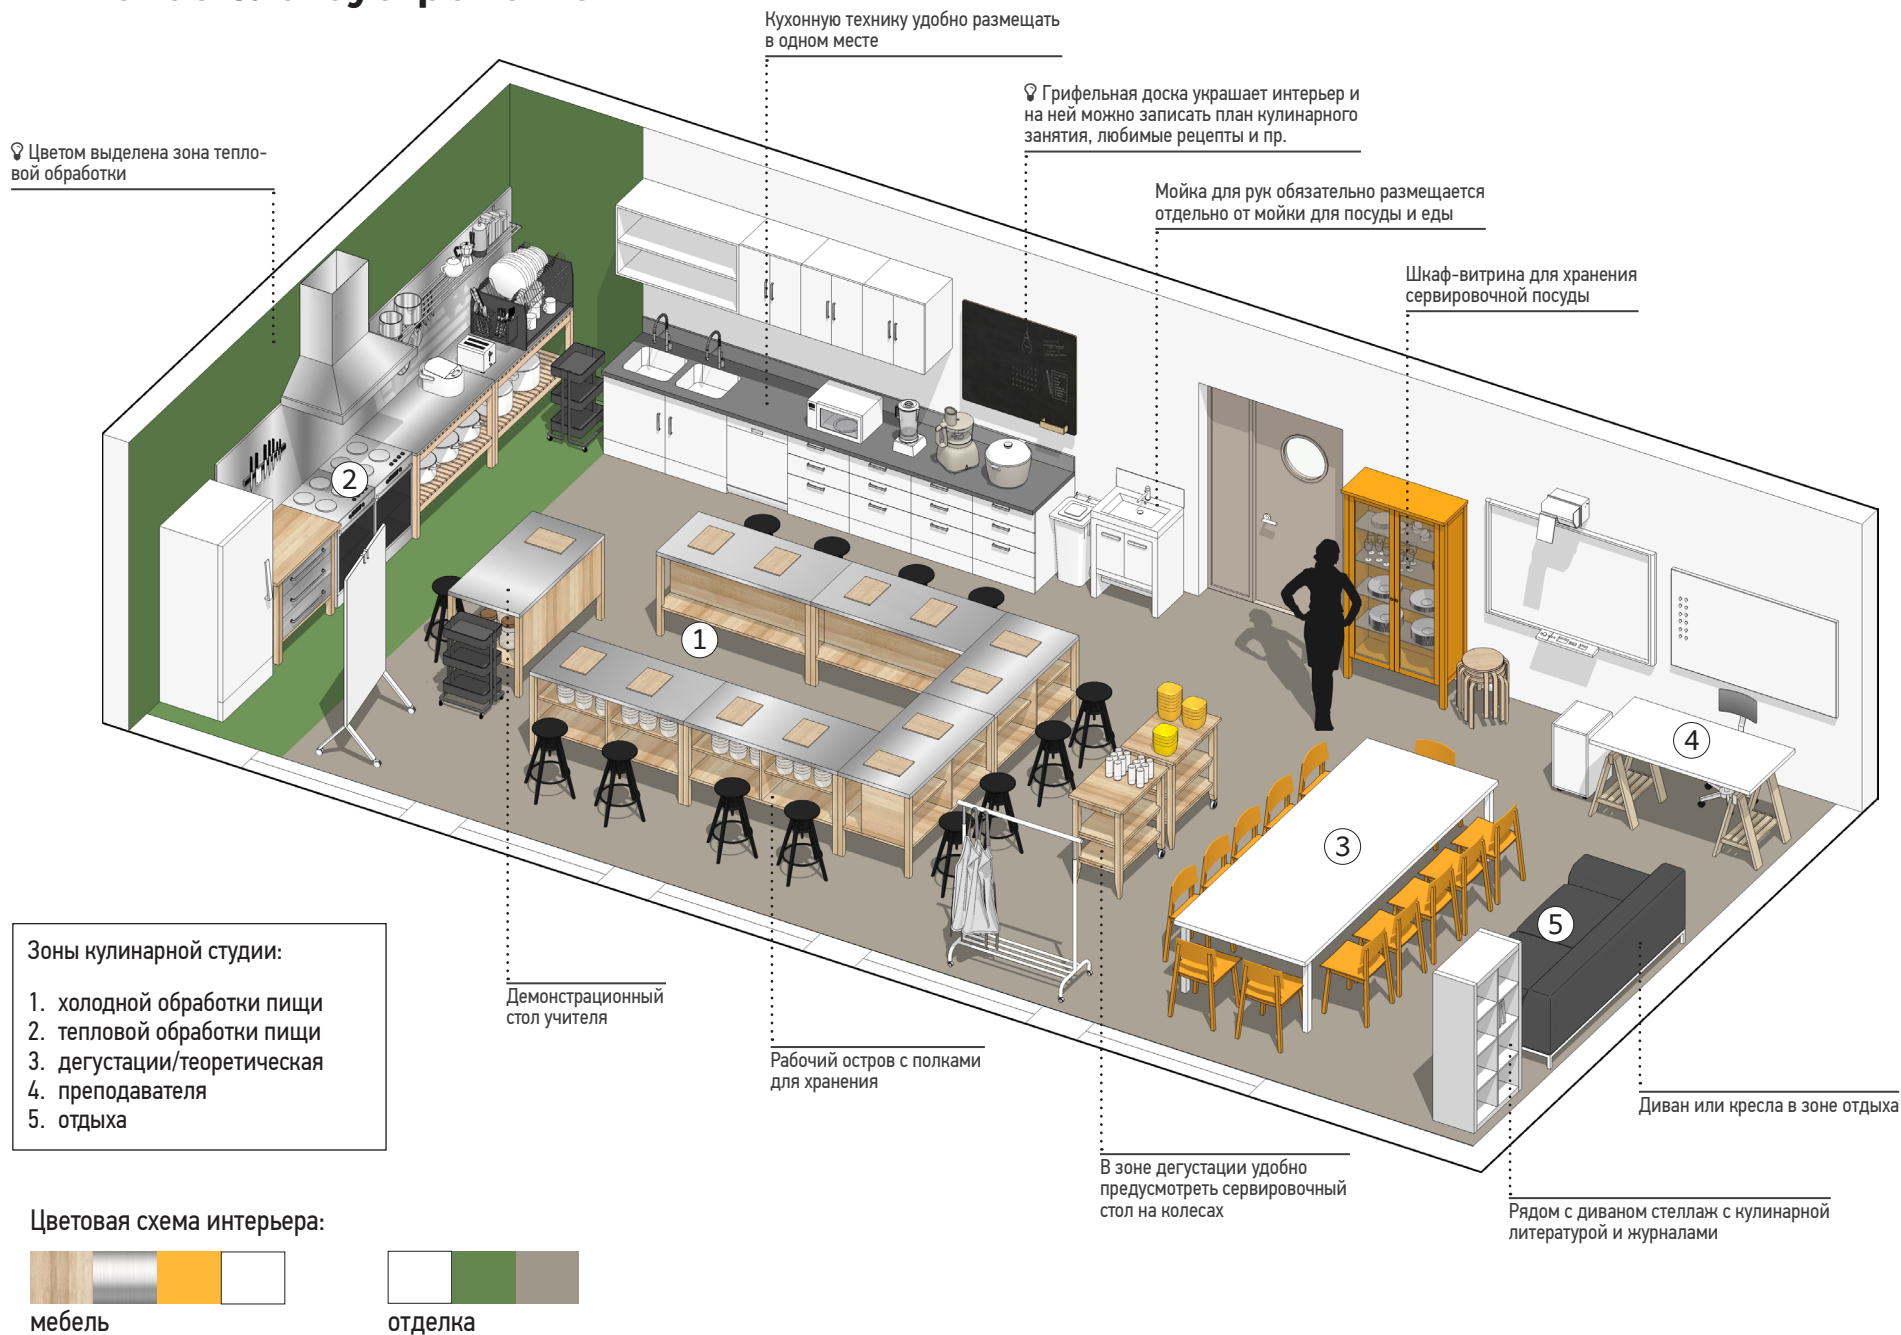 Кухонную технику удобно размещать
в одном месте
Грифельная доска украшает интерьер и
на ней можно записать план кулинарного
занятия, любимые рецепты и пр.
Цветом выделена зона тепло-
вой обработки
Мойка для рук обязательно размещается
отдельно от мойки для посуды и еды
Шкаф-витрина для хранения
сервировочной посуды
2
1
4
3
5
Зоны кулинарной студии:
1. холодной обработки пищи
2. тепловой обработки пищи
3. дегустации/теоретическая
4. преподавателя
5. отдыха
Демонстрационный
стол учителя
Рабочий остров с полками
для хранения
В зоне дегустации удобно
предусмотреть сервировочный
стол на колесах
Диван или кресла в зоне отдыха
Рядом с диваном стеллаж с кулинарной
литературой и журналами
Цветовая схема интерьера:
мебель
отделка